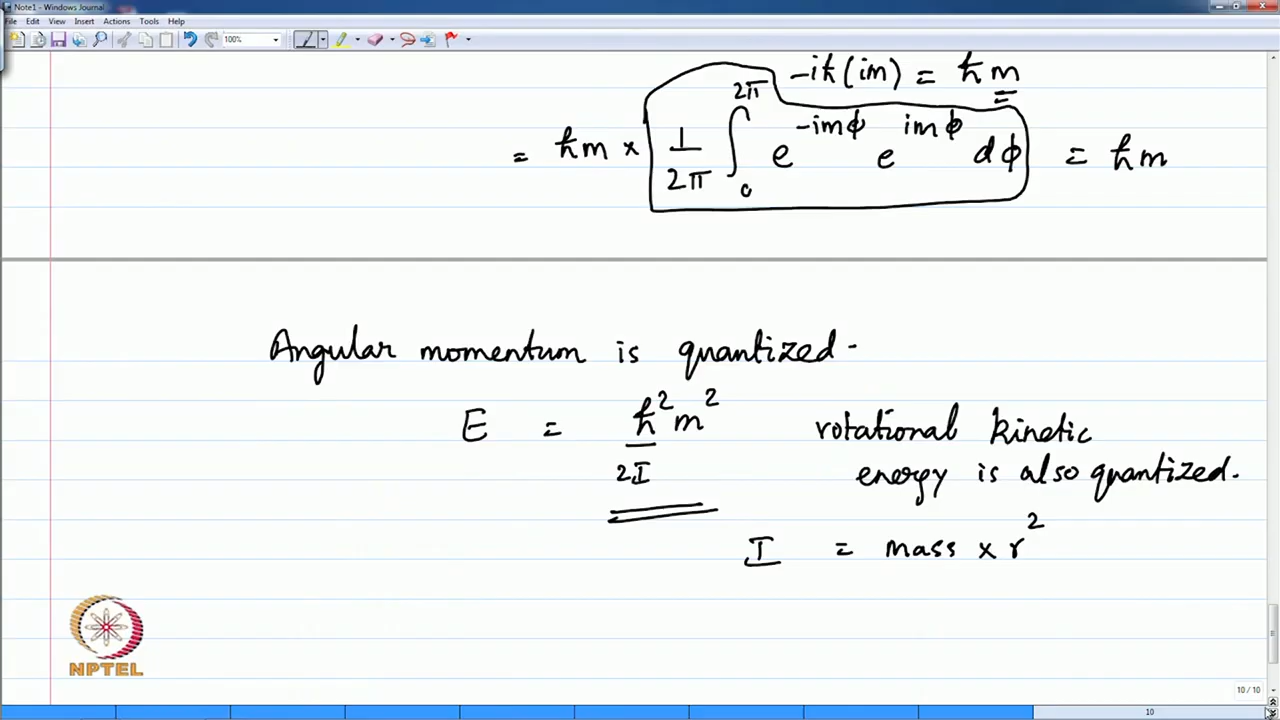 Note1 - Windows Journal
File Edit View Insert Actions Tools Help
100%
-iħ(im) = ħm
= ħm × 1/2π ∫₀^2π e^-imϕ e^imϕ dϕ = ħm
Angular momentum is quantized.
E = ħ²m²/2I rotational kinetic
energy is also quantized.
I = mass × r²
NPTEL
10 / 10
10